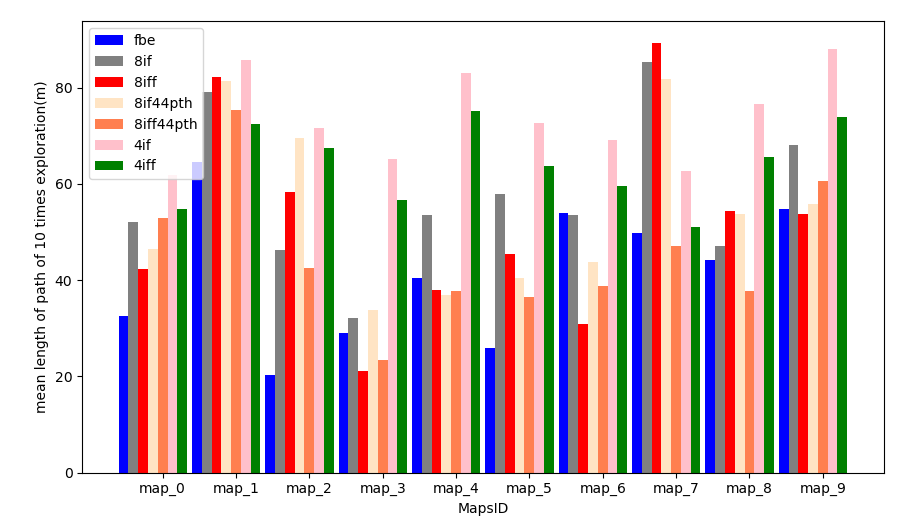 fbe
8if
8iff
8if44pth
8iff44pth
4if
4iff
mean length of path of 10 times exploration(m)
80
60
40
20
0
map_0 map_1 map_2 map_3 map_4 map_5 map_6 map_7 map_8 map_9
MapsID